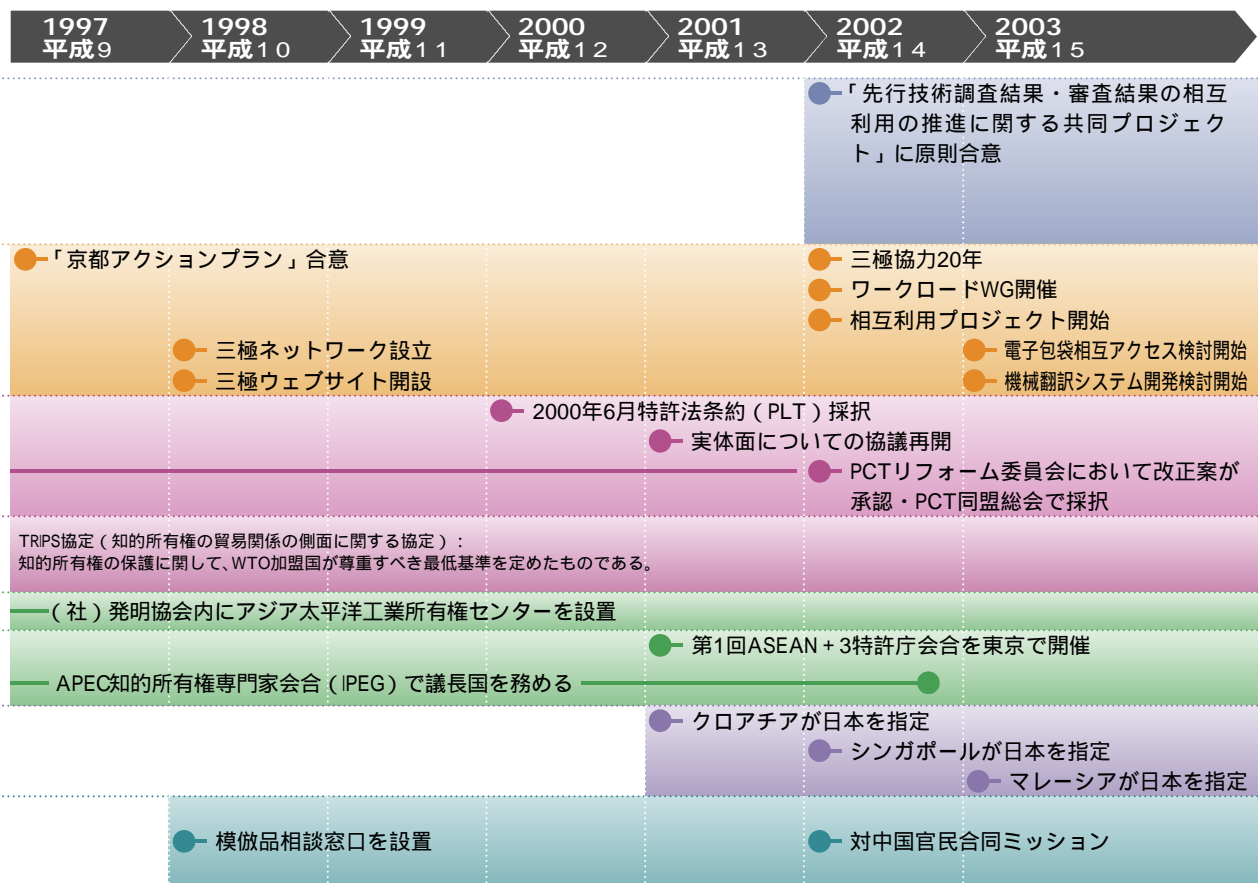 1997 1998 1999 2000 2001 2002 2003
平成9 平成10 平成11 平成12 平成13 平成14 平成15
「先行技術調査結果・審査結果の相互
利用の推進に関する共同プロジェク
ト」に原則合意
「京都アクションプラン」合意
三極協力20年
ワークロードWG開催
相互利用プロジェクト開始
三極ネットワーク設立
電子包袋相互アクセス検討開始
三極ウェブサイト開設
機械翻訳システム開発検討開始
2000年6月特許法条約(PLT)採択
実体面についての協議再開
PCTリフォーム委員会において改正案が
承認・PCT同盟総会で採択
TRIPS協定(知的所有権の貿易関係の側面に関する協定):
知的所有権の保護に関して、WTO加盟国が尊重すべき最低基準を定めたものである。
(社)発明協会内にアジア太平洋工業所有権センターを設置
第1回ASEAN+3特許庁会合を東京で開催
APEC知的所有権専門家会合(IPEG)で議長国を務める
クロアチアが日本を指定
シンガポールが日本を指定
マレーシアが日本を指定
模倣品相談窓口を設置
対中国官民合同ミッション